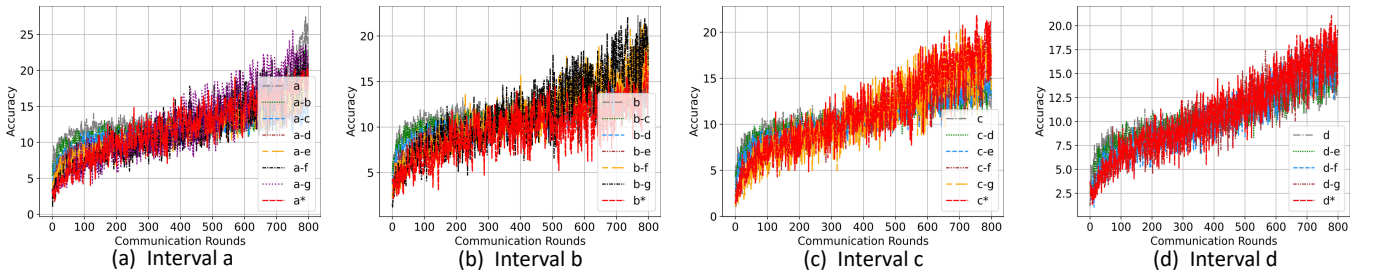 Accuracy
25
20
15
10
5
0
a
a-b
a-c
a-d
a-e
a-f
a-g
a*
0 100 200 300 400 500 600 700 800
Communication Rounds
(a) Interval a
Accuracy
20
15
10
5
b
b-c
b-d
b-e
b-f
b-g
b*
0 100 200 300 400 500 600 700 800
Communication Rounds
(b) Interval b
Accuracy
20
15
10
5
0
c
c-d
c-e
c-f
c-g
c*
0 100 200 300 400 500 600 700 800
Communication Rounds
(c) Interval c
Accuracy
20.0
17.5
15.0
12.5
10.0
7.5
5.0
2.5
d
d-e
d-f
d-g
d*
0 100 200 300 400 500 600 700 800
Communication Rounds
(d) Interval d